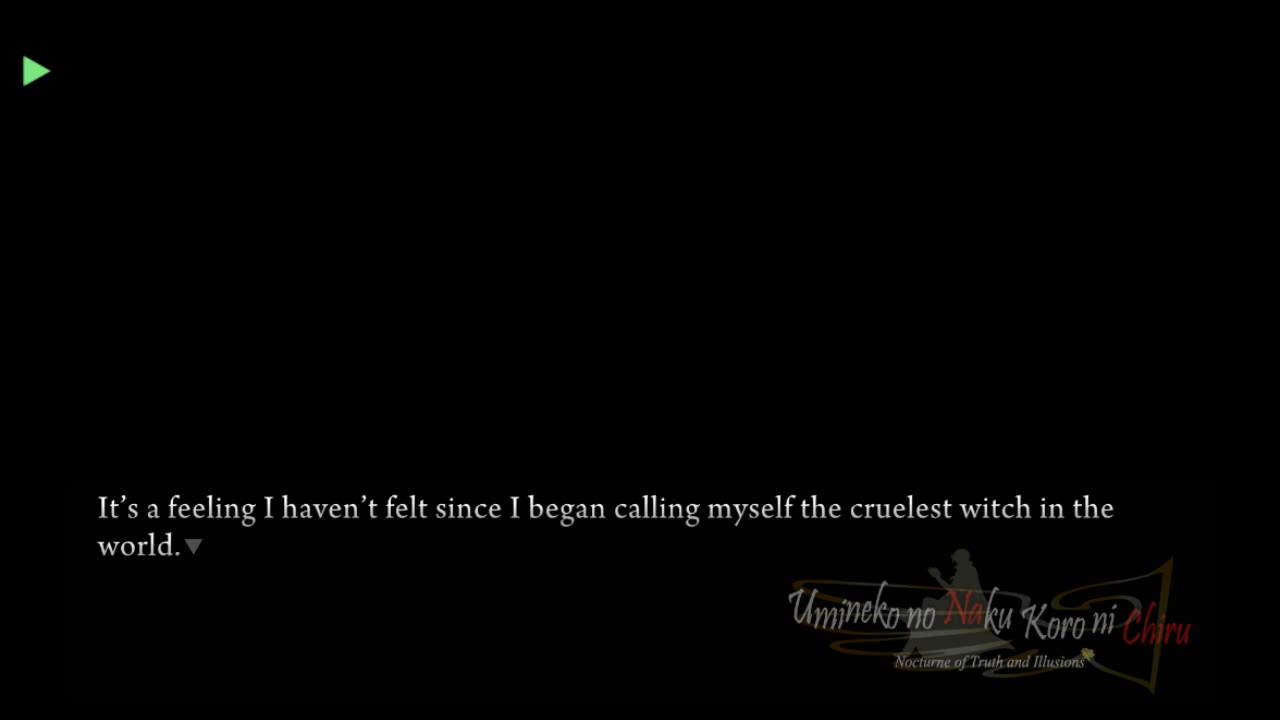 It’s a feeling I haven’t felt since I began calling myself the cruelest witch in the
world.
Umineko no Naku Koro ni Chiru
Nocturne of Truth and Illusions